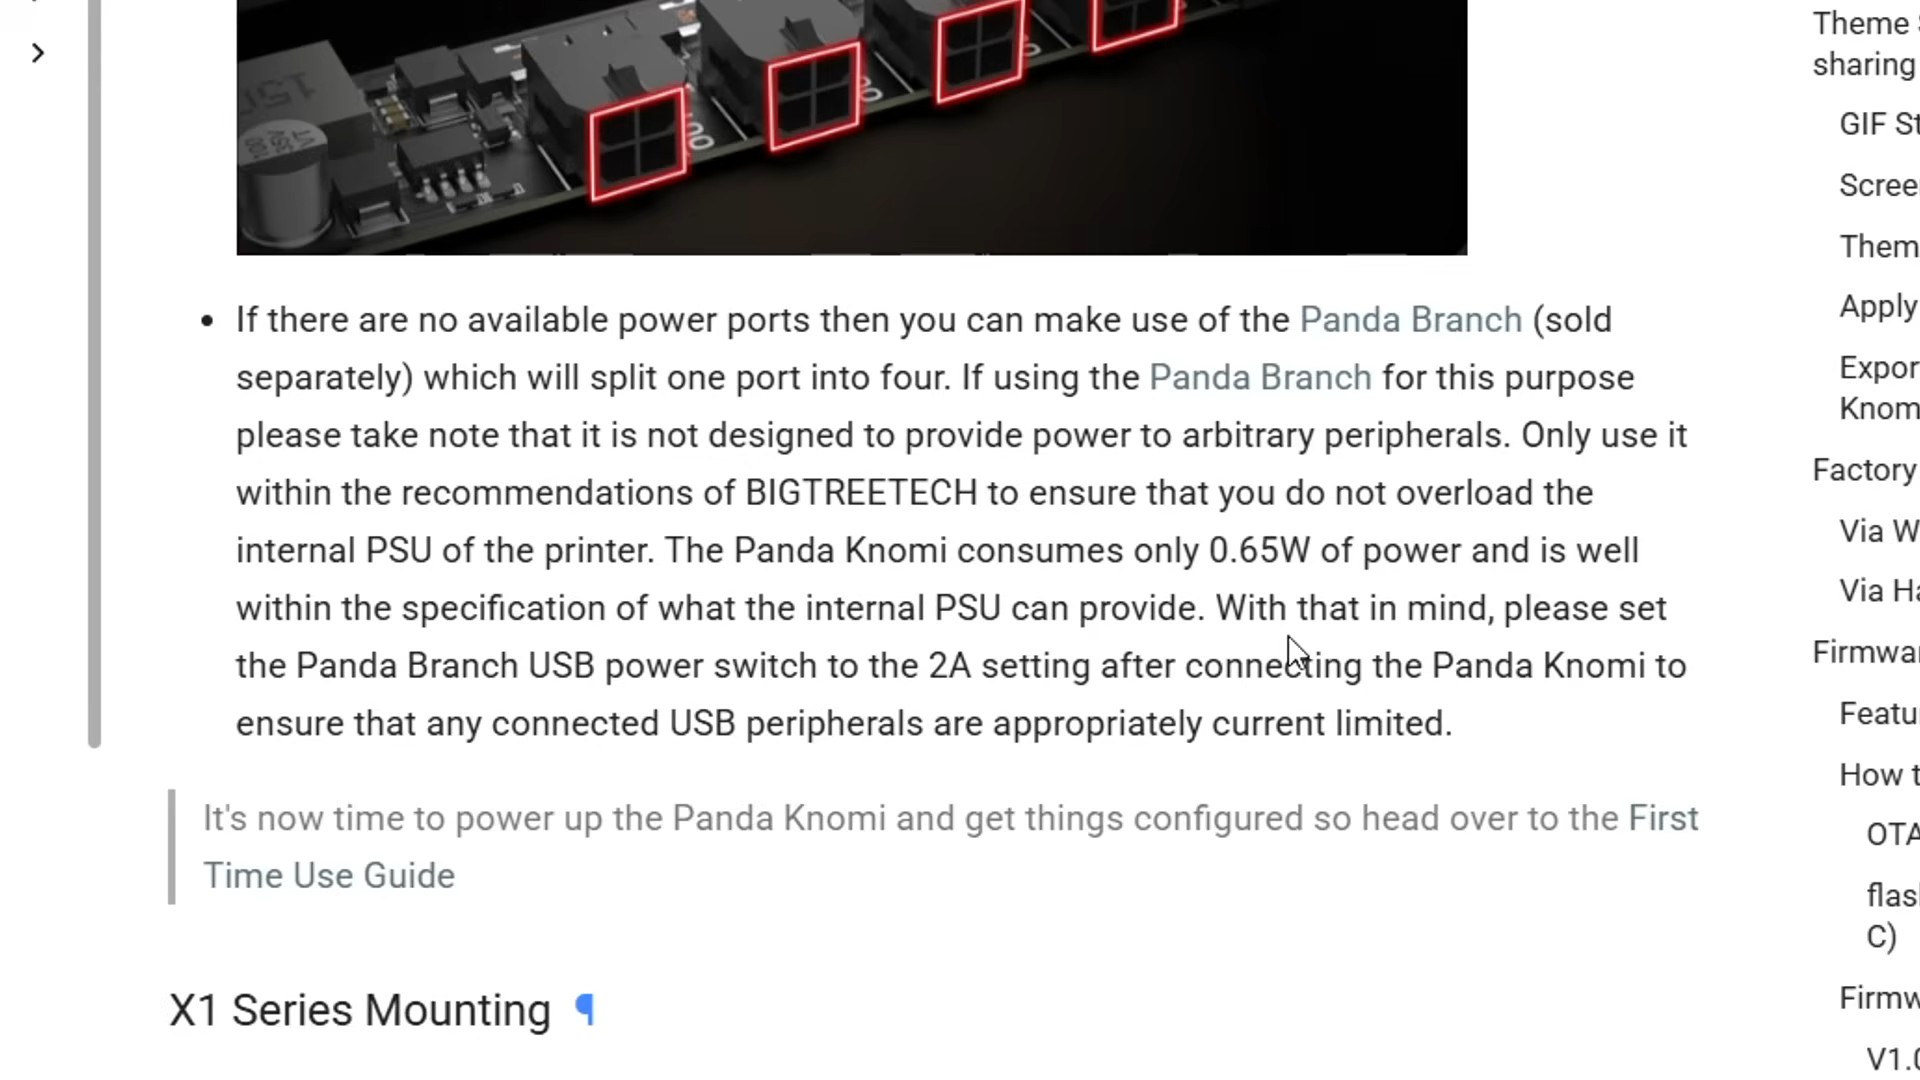 If there are no available power ports then you can make use of the Panda Branch (sold
separately) which will split one port into four. If using the Panda Branch for this purpose
please take note that it is not designed to provide power to arbitrary peripherals. Only use it
within the recommendations of BIGTREETECH to ensure that you do not overload the
internal PSU of the printer. The Panda Knomi consumes only 0.65W of power and is well
within the specification of what the internal PSU can provide. With that in mind, please set
the Panda Branch USB power switch to the 2A setting after connecting the Panda Knomi to
ensure that any connected USB peripherals are appropriately current limited.
It's now time to power up the Panda Knomi and get things configured so head over to the First
Time Use Guide
X1 Series Mounting ¶
Theme
sharing
GIF
Apply
Factory
Via
Via
How
OTA
C)